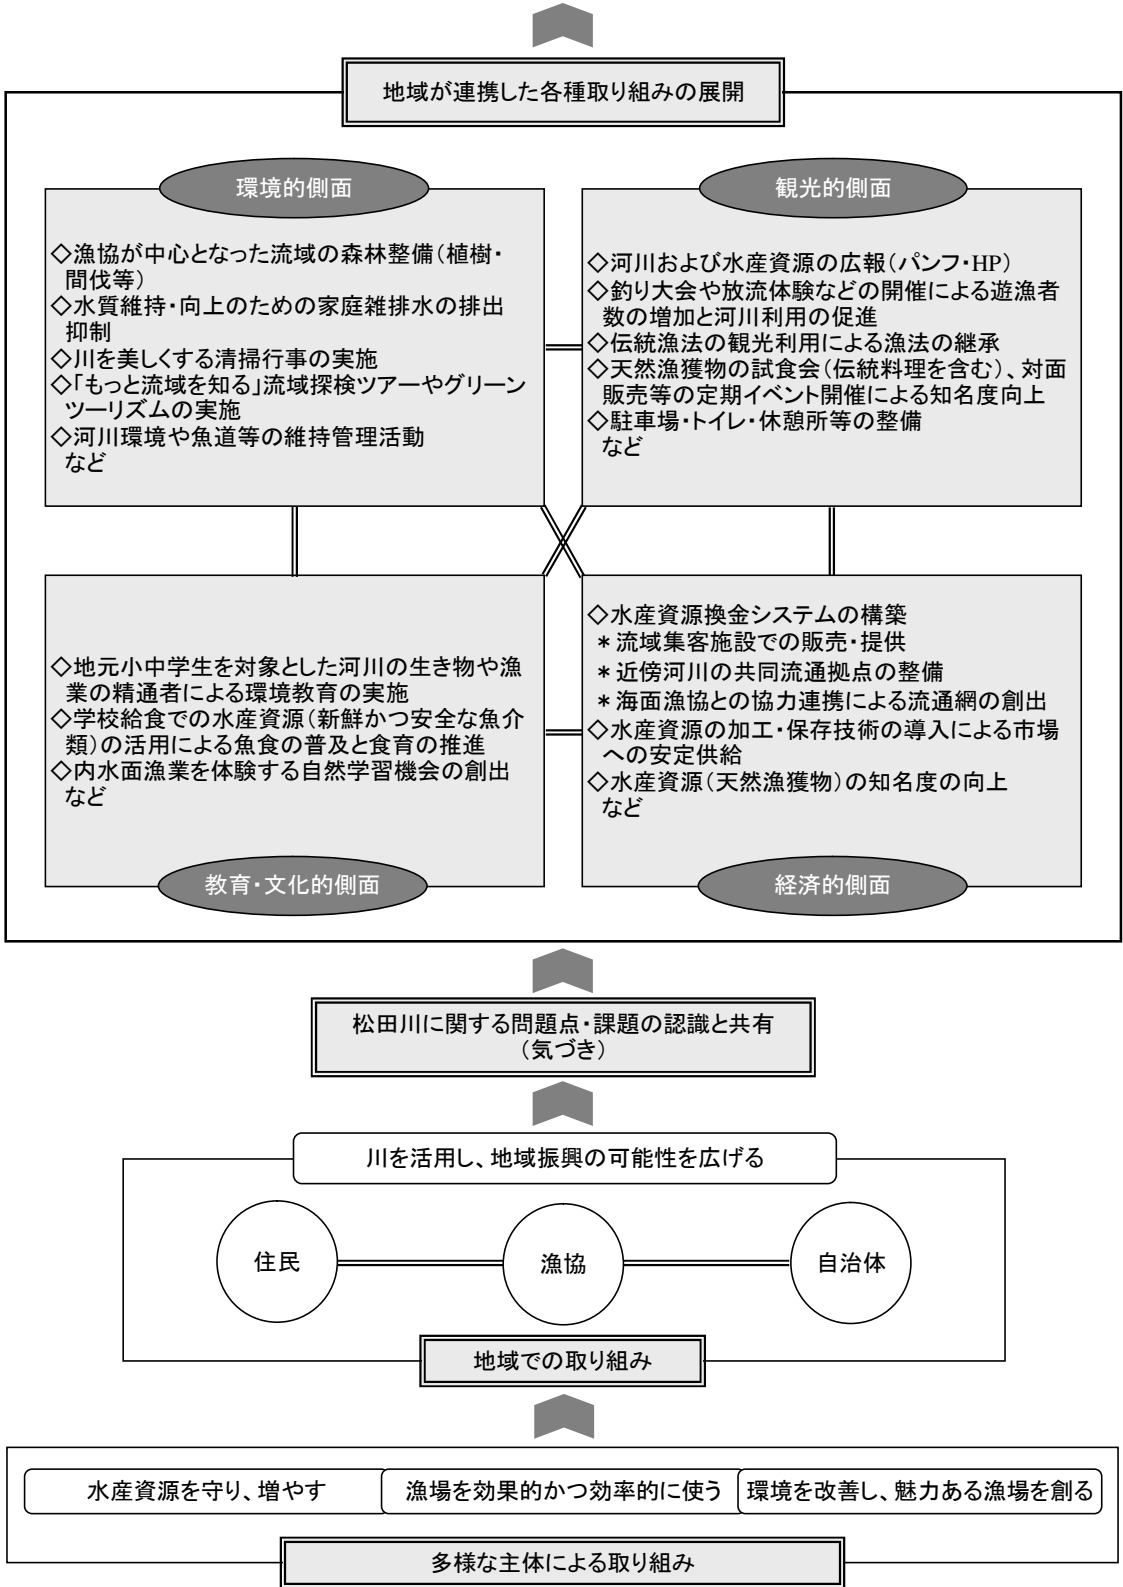 地域が連携した各種取り組みの展開
環境的側面
◇漁協が中心となった流域の森林整備(植樹・
間伐等)
◇水質維持・向上のための家庭雑排水の排出
抑制
◇川を美しくする清掃行事の実施
◇「もっと流域を知る」流域探検ツアーやグリーン
ツーリズムの実施
◇河川環境や魚道等の維持管理活動
など
観光的側面
◇河川および水産資源の広報(パンフ・HP)
◇釣り大会や放流体験などの開催による遊漁者
数の増加と河川利用の促進
◇伝統漁法の観光利用による漁法の継承
◇天然漁獲物の試食会(伝統料理を含む)、対面
販売等の定期イベント開催による知名度向上
◇駐車場・トイレ・休憩所等の整備
など
◇地元小中学生を対象とした河川の生き物や漁
業の精通者による環境教育の実施
◇学校給食での水産資源(新鮮かつ安全な魚介
類)の活用による魚食の普及と食育の推進
◇内水面漁業を体験する自然学習機会の創出
など
教育・文化的側面
◇水産資源換金システムの構築
＊流域集客施設での販売・提供
＊近傍河川の共同流通拠点の整備
＊海面漁協との協力連携による流通網の創出
◇水産資源の加工・保存技術の導入による市場
への安定供給
◇水産資源(天然漁獲物)の知名度の向上
など
経済的側面
松田川に関する問題点・課題の認識と共有
(気づき)
川を活用し、地域振興の可能性を広げる
住民
漁協
自治体
地域での取り組み
水産資源を守り、増やす
漁場を効果的かつ効率的に使う
環境を改善し、魅力ある漁場を創る
多様な主体による取り組み